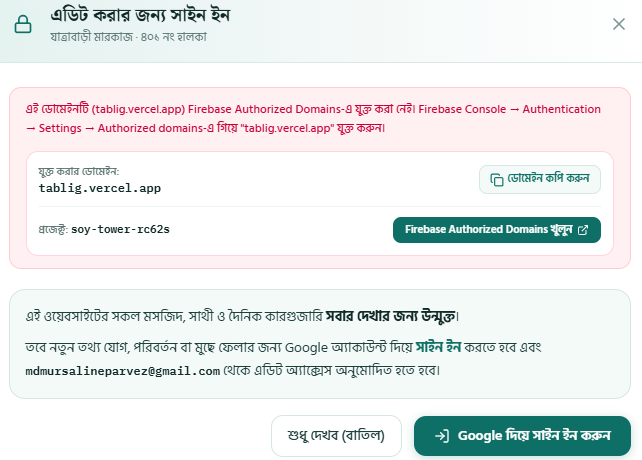 এডিট করার জন্য সাইন ইন
যাত্রাবাড়ী মারকাজ · ৪০১ নং হালকা
এই ডোমেইনটি (tablig.vercel.app) Firebase Authorized Domains-এ যুক্ত করা নেই। Firebase Console → Authentication
→ Settings → Authorized domains-এ গিয়ে "tablig.vercel.app" যুক্ত করুন।
যুক্ত করার ডোমেইন:
tablig.vercel.app
ডোমেইন কপি করুন
প্রজেক্ট: soy-tower-rc62s
Firebase Authorized Domains খুলুন
এই ওয়েবসাইটের সকল মসজিদ, সাথী ও দৈনিক কারগুজারি সবার দেখার জন্য উন্মুক্ত।
তবে নতুন তথ্য যোগ, পরিবর্তন বা মুছে ফেলার জন্য Google অ্যাকাউন্ট দিয়ে সাইন ইন করতে হবে এবং
mdmursalineparvez@gmail.com থেকে এডিট অ্যাক্সেস অনুমোদিত হতে হবে।
শুধু দেখব (বাতিল)
Google দিয়ে সাইন ইন করুন